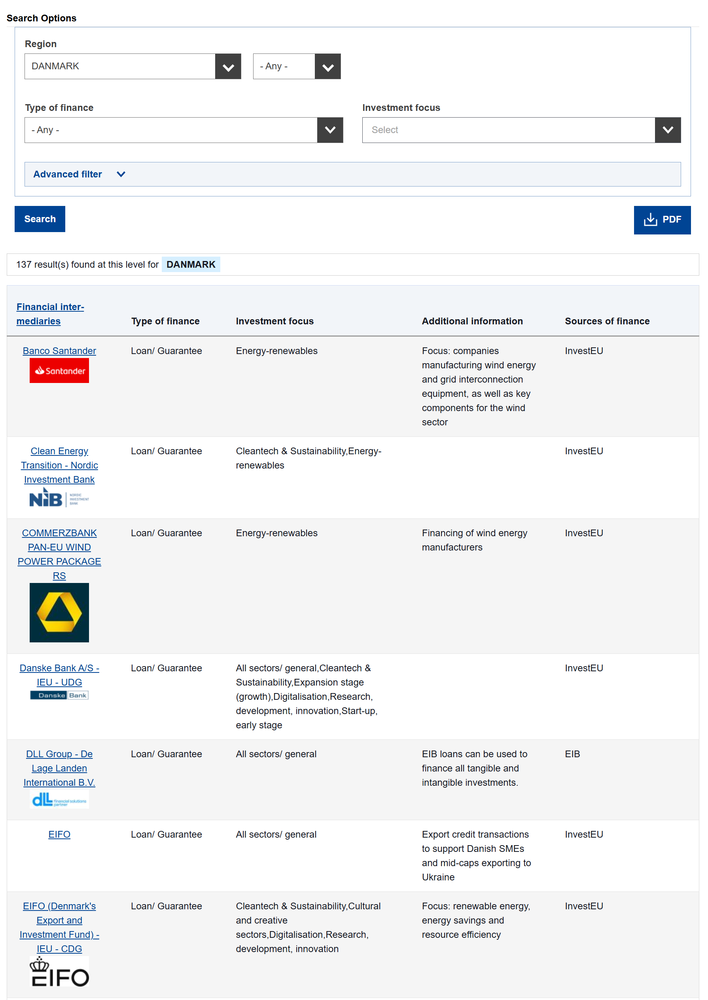 Search Options
Region
DANMARK
- Any -
Type of finance
Investment focus
- Any -
Select
Advanced filter
Search
PDF
137 result(s) found at this level for DANMARK
Financial inter-
mediaries
Type of finance
Investment focus
Additional information
Sources of finance
Banco Santander
Santander
Loan/ Guarantee
Energy-renewables
Focus: companies
manufacturing wind energy
and grid interconnection
equipment, as well as key
components for the wind
sector
InvestEU
Clean Energy
Transition - Nordic
Investment Bank
NIB
NORDIC
INVESTMENT
BANK
Loan/ Guarantee
Cleantech & Sustainability,Energy-
renewables
InvestEU
COMMERZBANK
PAN-EU WIND
POWER PACKAGE
RS
Loan/ Guarantee
Energy-renewables
Financing of wind energy
manufacturers
InvestEU
Danske Bank A/S -
IEU - UDG
Danske Bank
Loan/ Guarantee
All sectors/ general,Cleantech &
Sustainability,Expansion stage
(growth),Digitalisation,Research,
development, innovation,Start-up,
early stage
InvestEU
DLL Group - De
Lage Landen
International B.V.
dLL
financial solutions
partner
Loan/ Guarantee
All sectors/ general
EIB loans can be used to
finance all tangible and
intangible investments.
EIB
EIFO
Loan/ Guarantee
All sectors/ general
Export credit transactions
to support Danish SMEs
and mid-caps exporting to
Ukraine
InvestEU
EIFO (Denmark's
Export and
Investment Fund) -
IEU - CDG
EIFO
Loan/ Guarantee
Cleantech & Sustainability,Cultural
and creative
sectors,Digitalisation,Research,
development, innovation
Focus: renewable energy,
energy savings and
resource efficiency
InvestEU